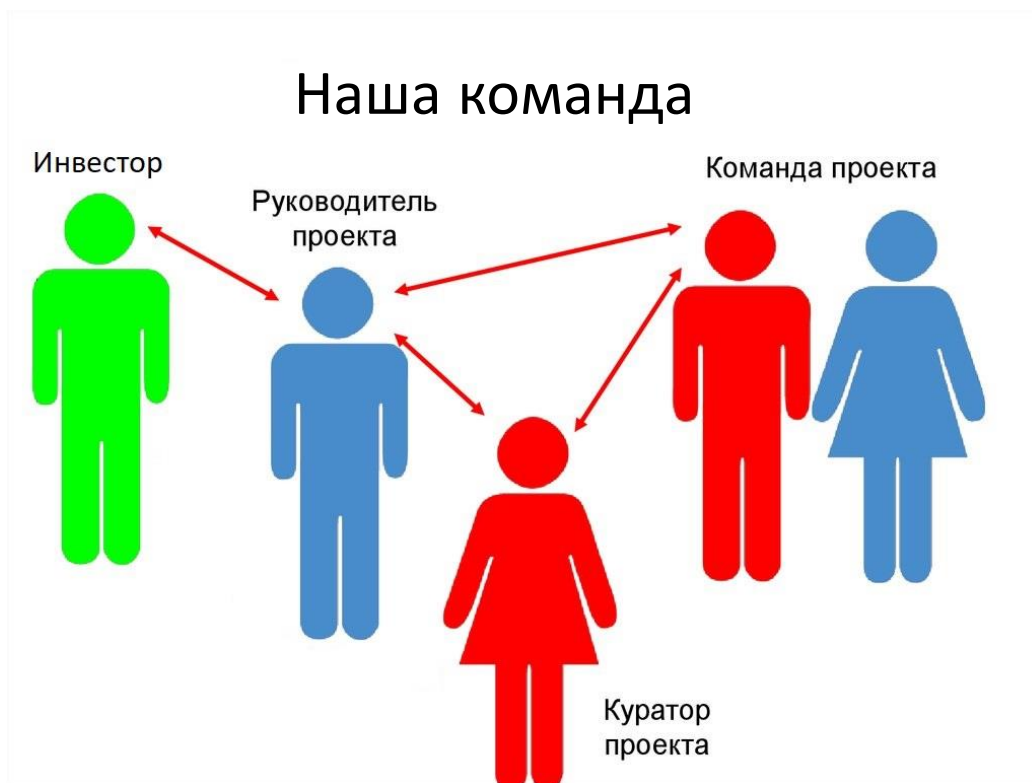 Наша команда
Инвестор
Руководитель
проекта
Команда проекта
Куратор
проекта